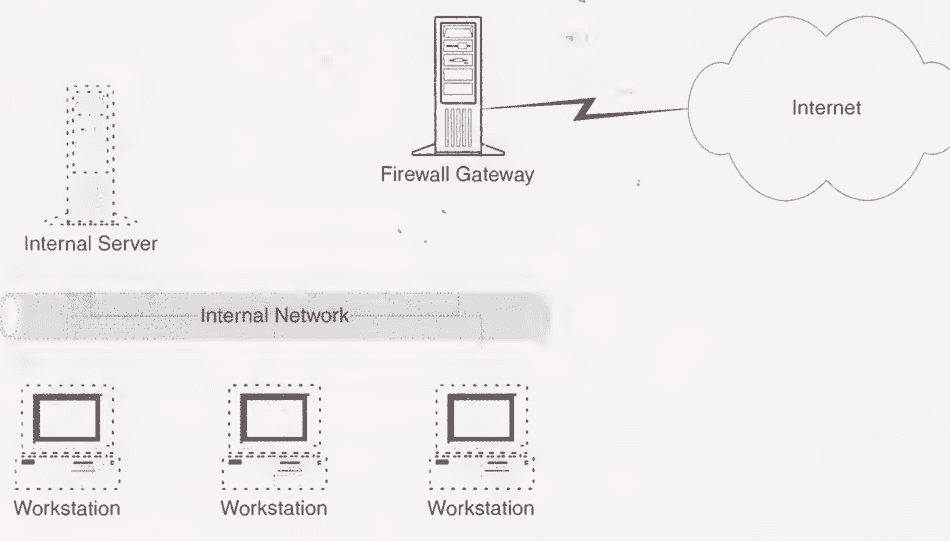 Internet
Firewall Gateway
Internal Server
Internal Network
Workstation
Workstation
Workstation